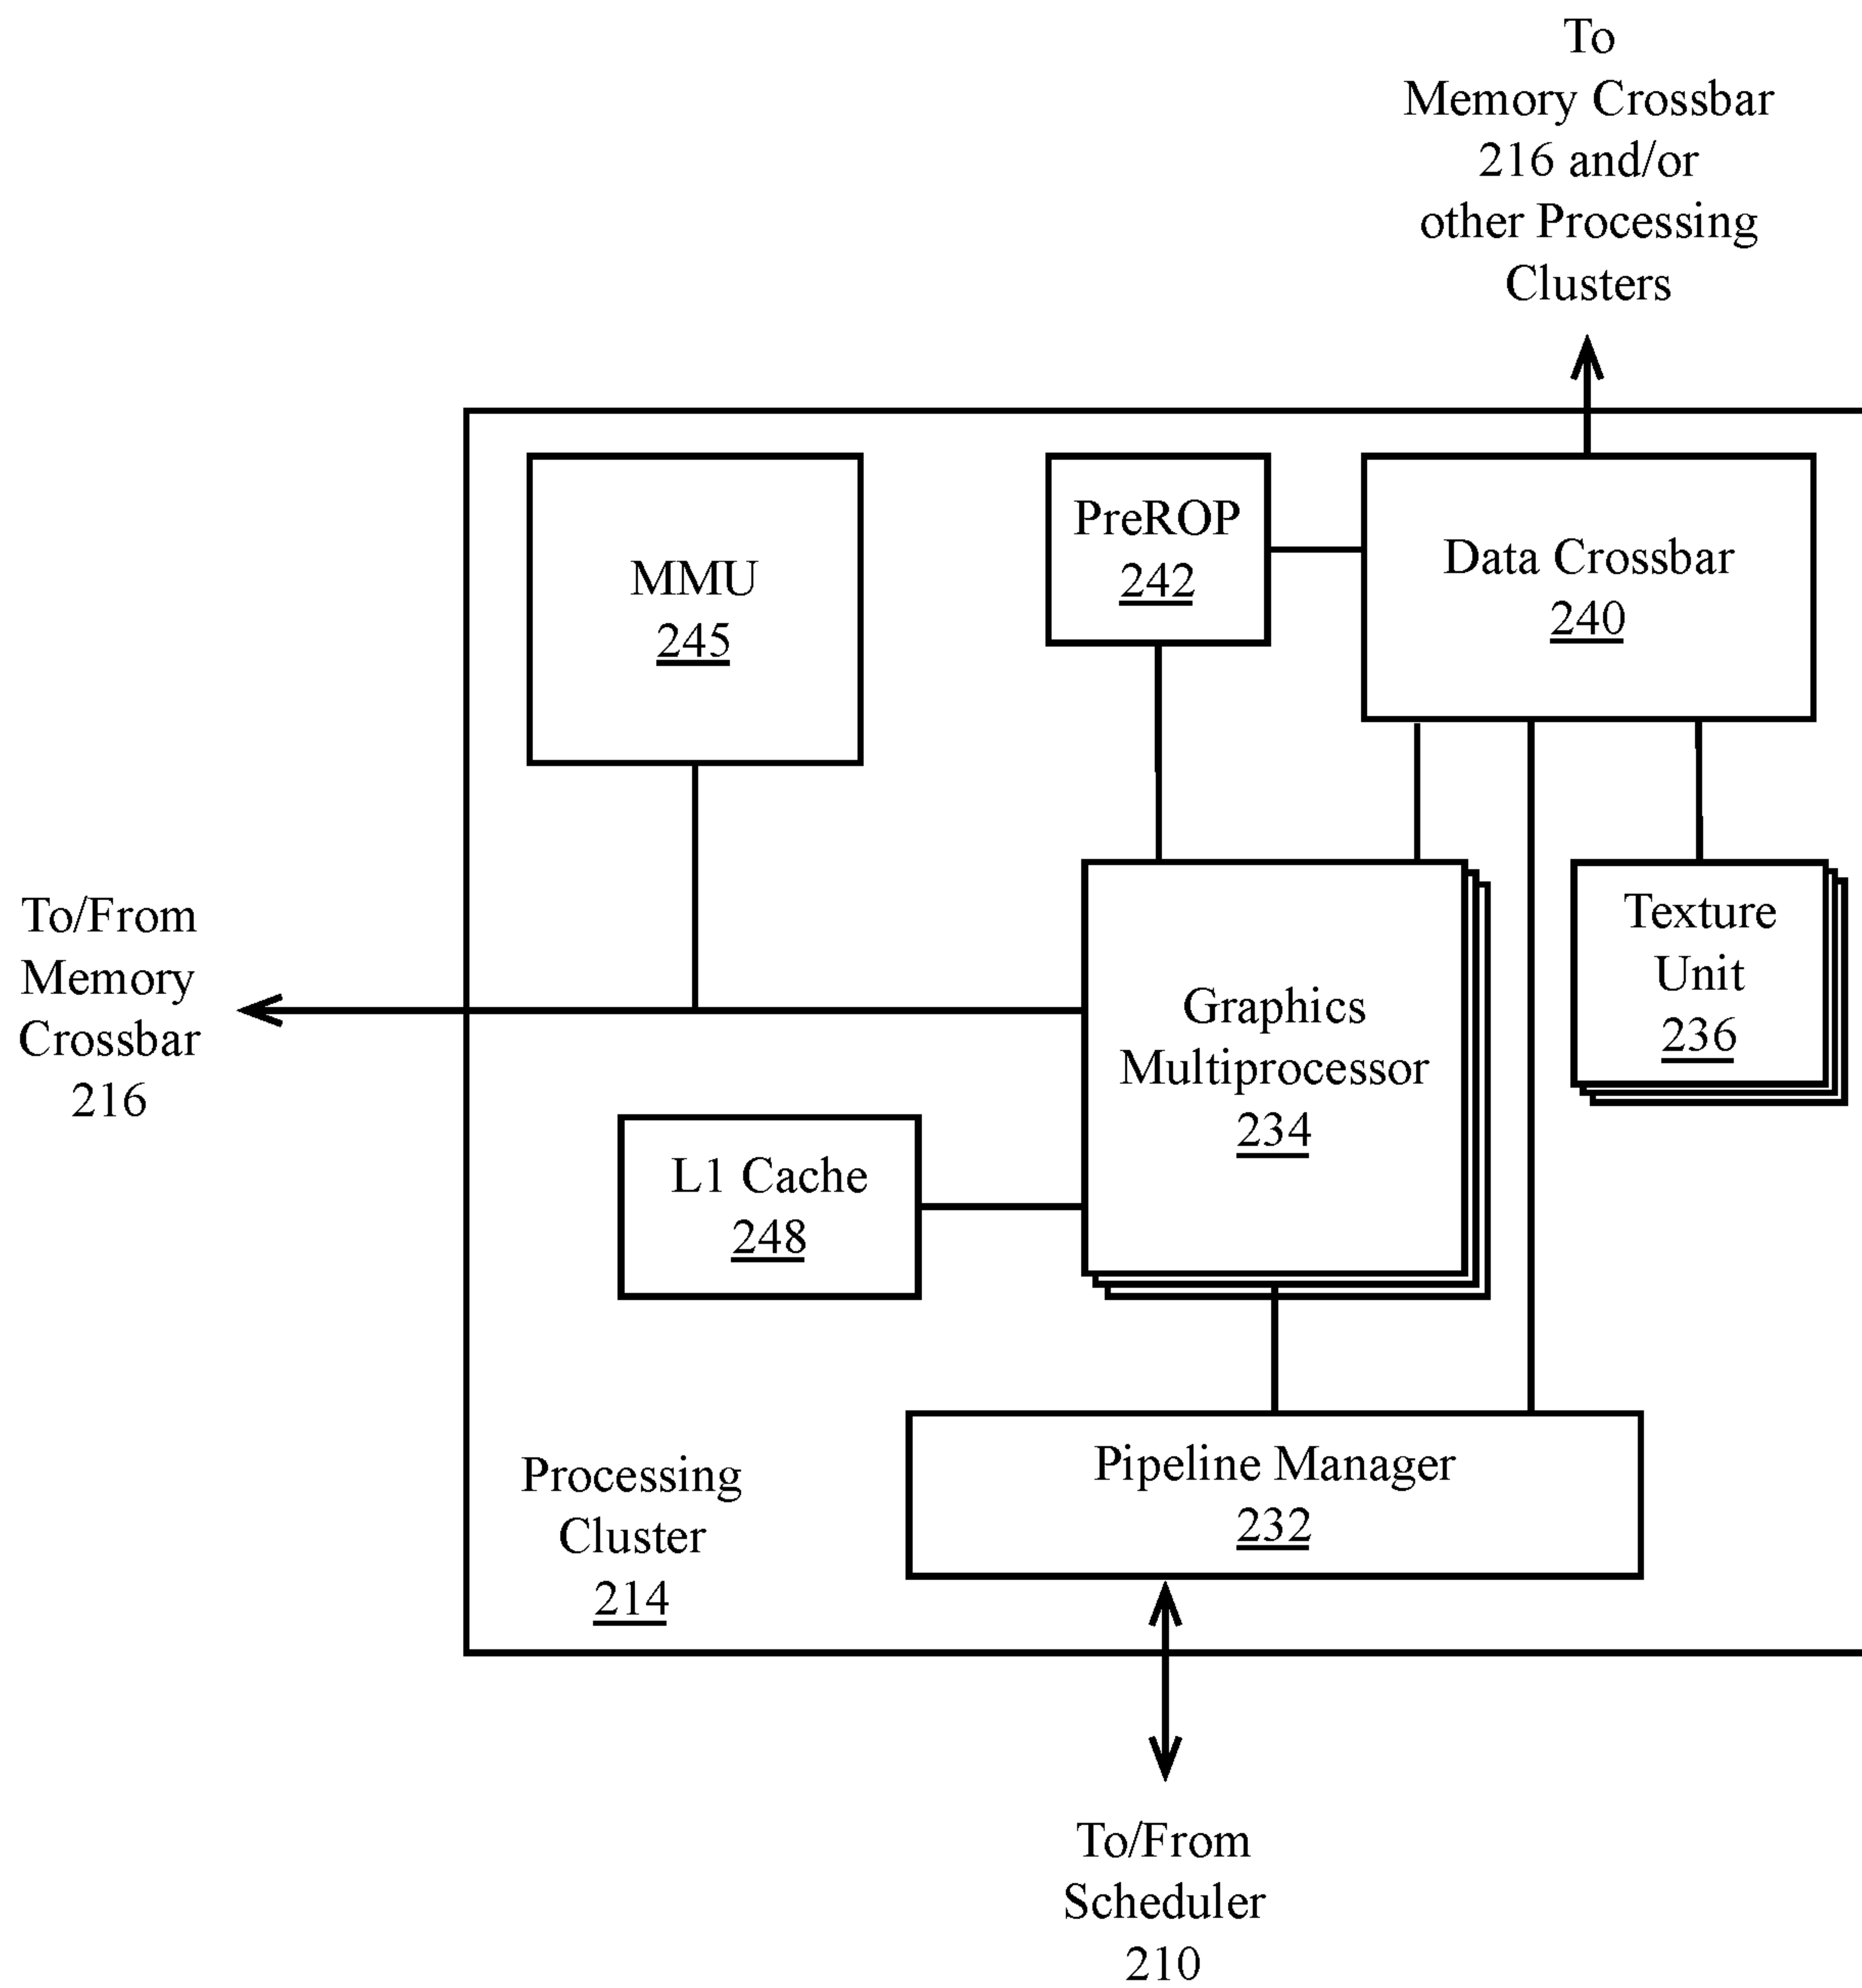 To
Memory Crossbar
216 and/or
other Processing
Clusters
MMU
245
PreROP
242
Data Crossbar
240
To/From
Memory
Crossbar
216
Graphics
Multiprocessor
234
Texture
Unit
236
L1 Cache
248
Processing
Cluster
214
Pipeline Manager
232
To/From
Scheduler
210